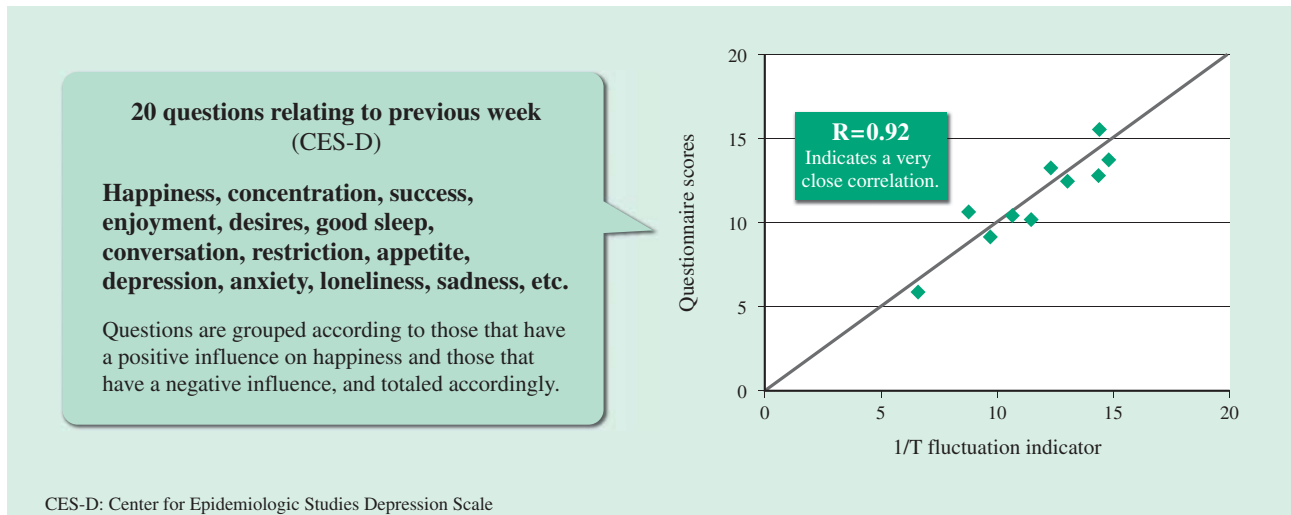 20 questions relating to previous week
(CES-D)
Happiness, concentration, success,
enjoyment, desires, good sleep,
conversation, restriction, appetite,
depression, anxiety, loneliness, sadness, etc.
Questions are grouped according to those that have
a positive influence on happiness and those that
have a negative influence, and totaled accordingly.
Questionnaire scores
20
15
10
5
0
R=0.92
Indicates a very
close correlation.
0 5 10 15 20
1/T fluctuation indicator
CES-D: Center for Epidemiologic Studies Depression Scale